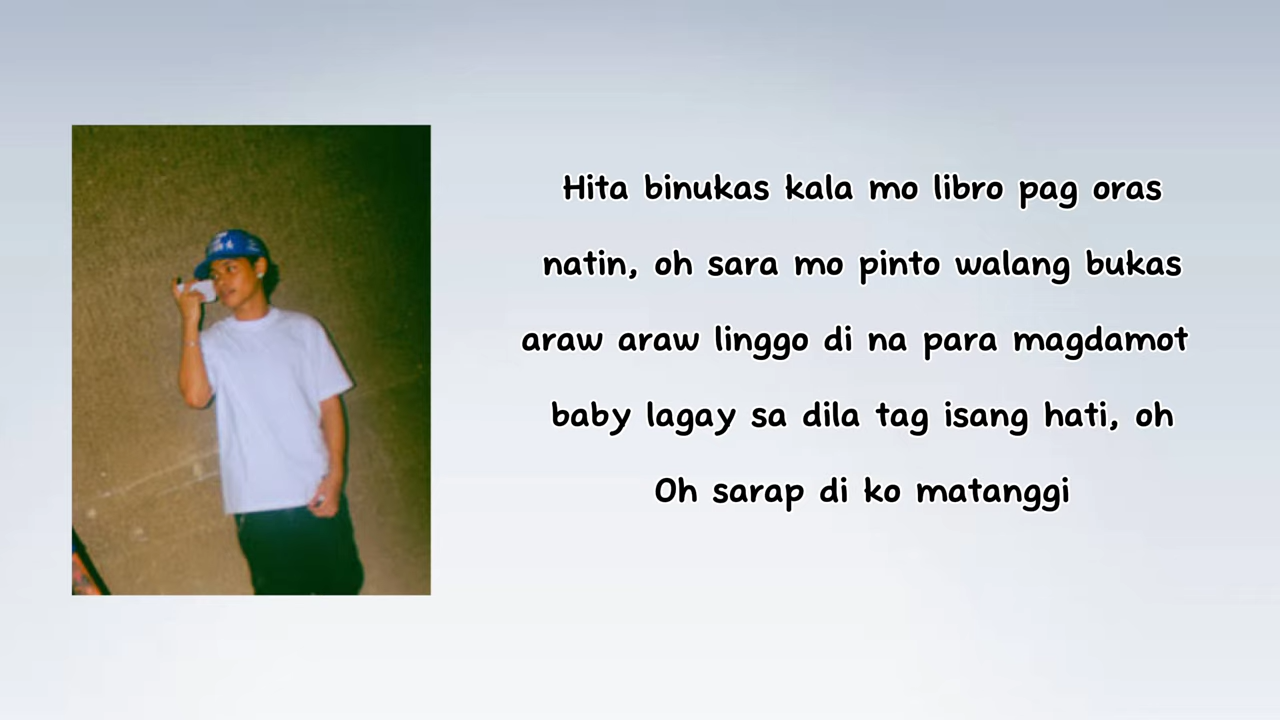 Hita binukas kala mo libro pag oras
natin, oh sara mo pinto walang bukas
araw araw linggo di na para magdamot
baby lagay sa dila tag isang hati, oh
Oh sarap di ko matanggi